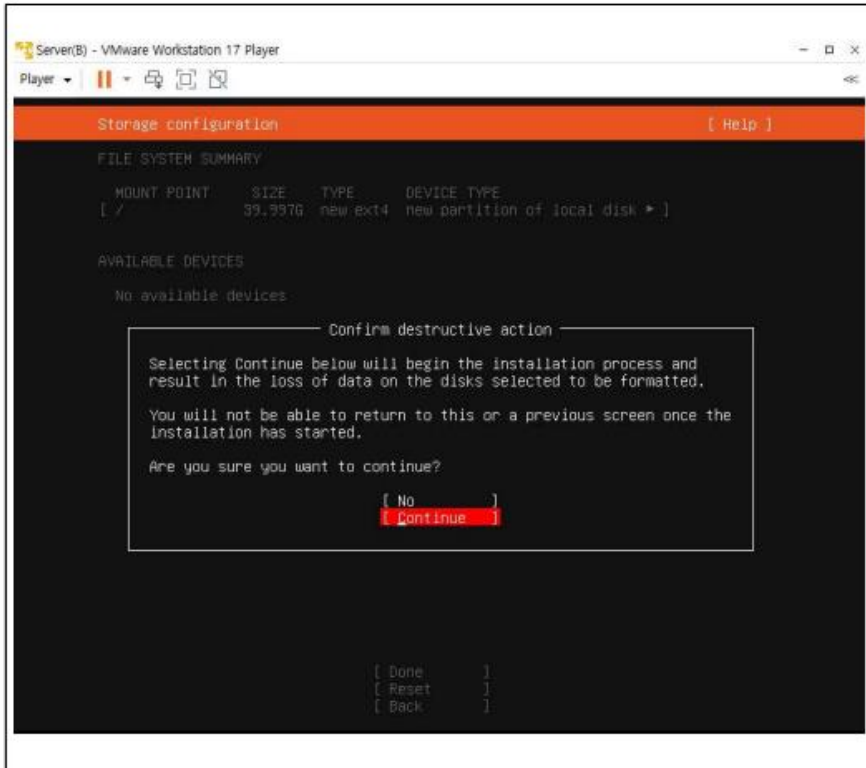 Server(B) - VMware Workstation 17 Player
Player
Storage configuration [ Help ]
FILE SYSTEM SUMMARY
MOUNT POINT SIZE TYPE DEVICE TYPE
[ / 39.997G new ext4 new partition of local disk ▸ ]
AVAILABLE DEVICES
No available devices
Confirm destructive action
Selecting Continue below will begin the installation process and
result in the loss of data on the disks selected to be formatted.
You will not be able to return to this or a previous screen once the
installation has started.
Are you sure you want to continue?
[ No ]
[ Continue ]
[ Done ]
[ Reset ]
[ Back ]